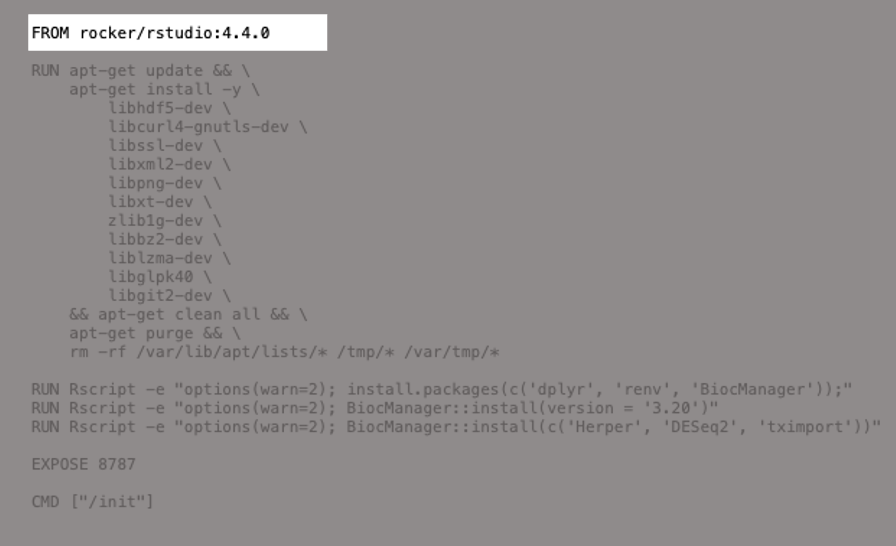 FROM rocker/rstudio:4.4.0
RUN apt-get update && \
apt-get install -y \
libhdf5-dev \
libcurl4-gnutls-dev \
libssl-dev \
libxml2-dev \
libpng-dev \
libxt-dev \
zlib1g-dev \
libbz2-dev \
liblzma-dev \
libglpk40 \
libgit2-dev \
&& apt-get clean all && \
apt-get purge && \
rm -rf /var/lib/apt/lists/* /tmp/* /var/tmp/*
RUN Rscript -e "options(warn=2); install.packages(c('dplyr', 'renv', 'BiocManager'));"
RUN Rscript -e "options(warn=2); BiocManager::install(version = '3.20')"
RUN Rscript -e "options(warn=2); BiocManager::install(c('Herper', 'DESeq2', 'tximport'))"
EXPOSE 8787
CMD ["/init"]